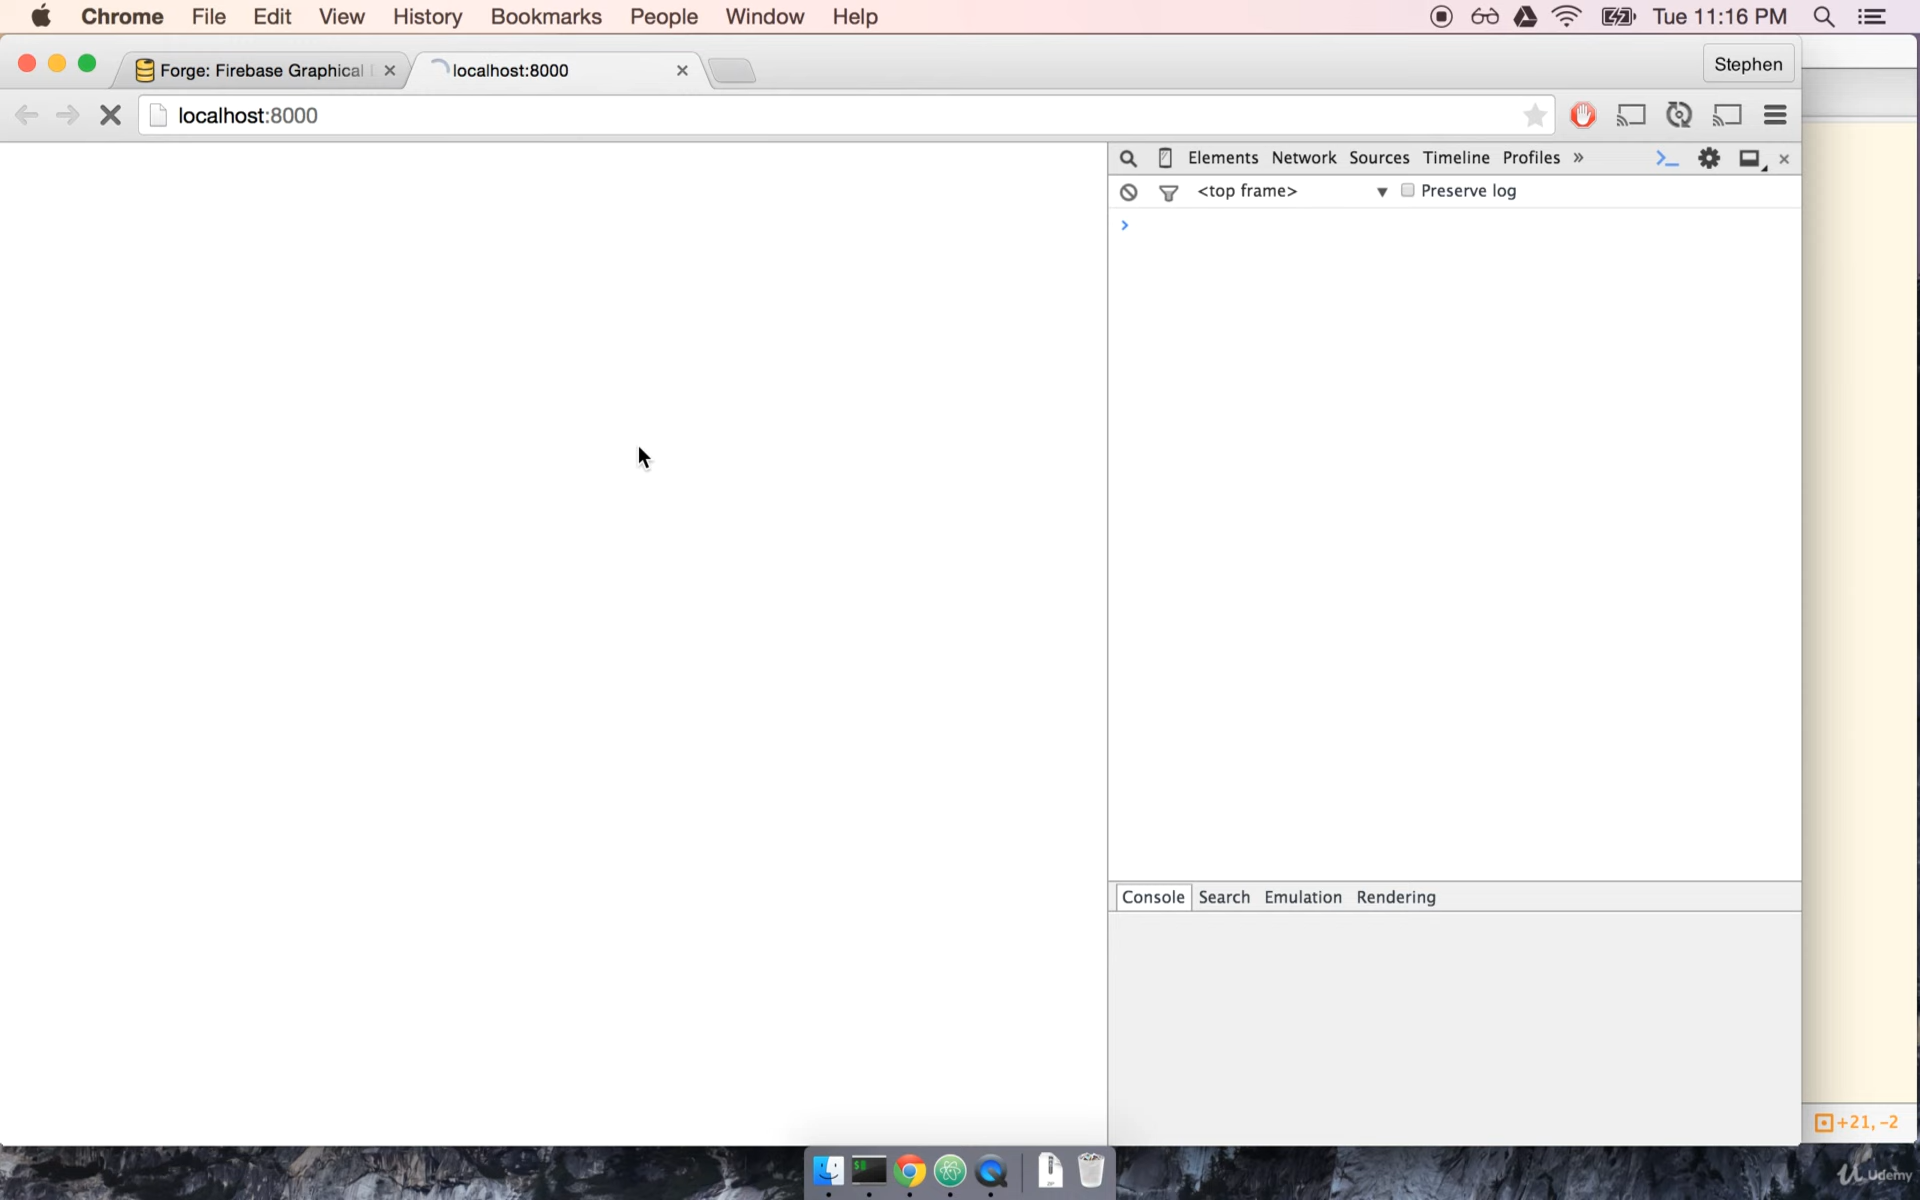 Chrome File Edit View History Bookmarks People Window Help Tue 11:16 PM
Forge: Firebase Graphical localhost:8000 Stephen
localhost:8000
Elements Network Sources Timeline Profiles »
<top frame> Preserve log
Console Search Emulation Rendering
+21, -2
Udemy